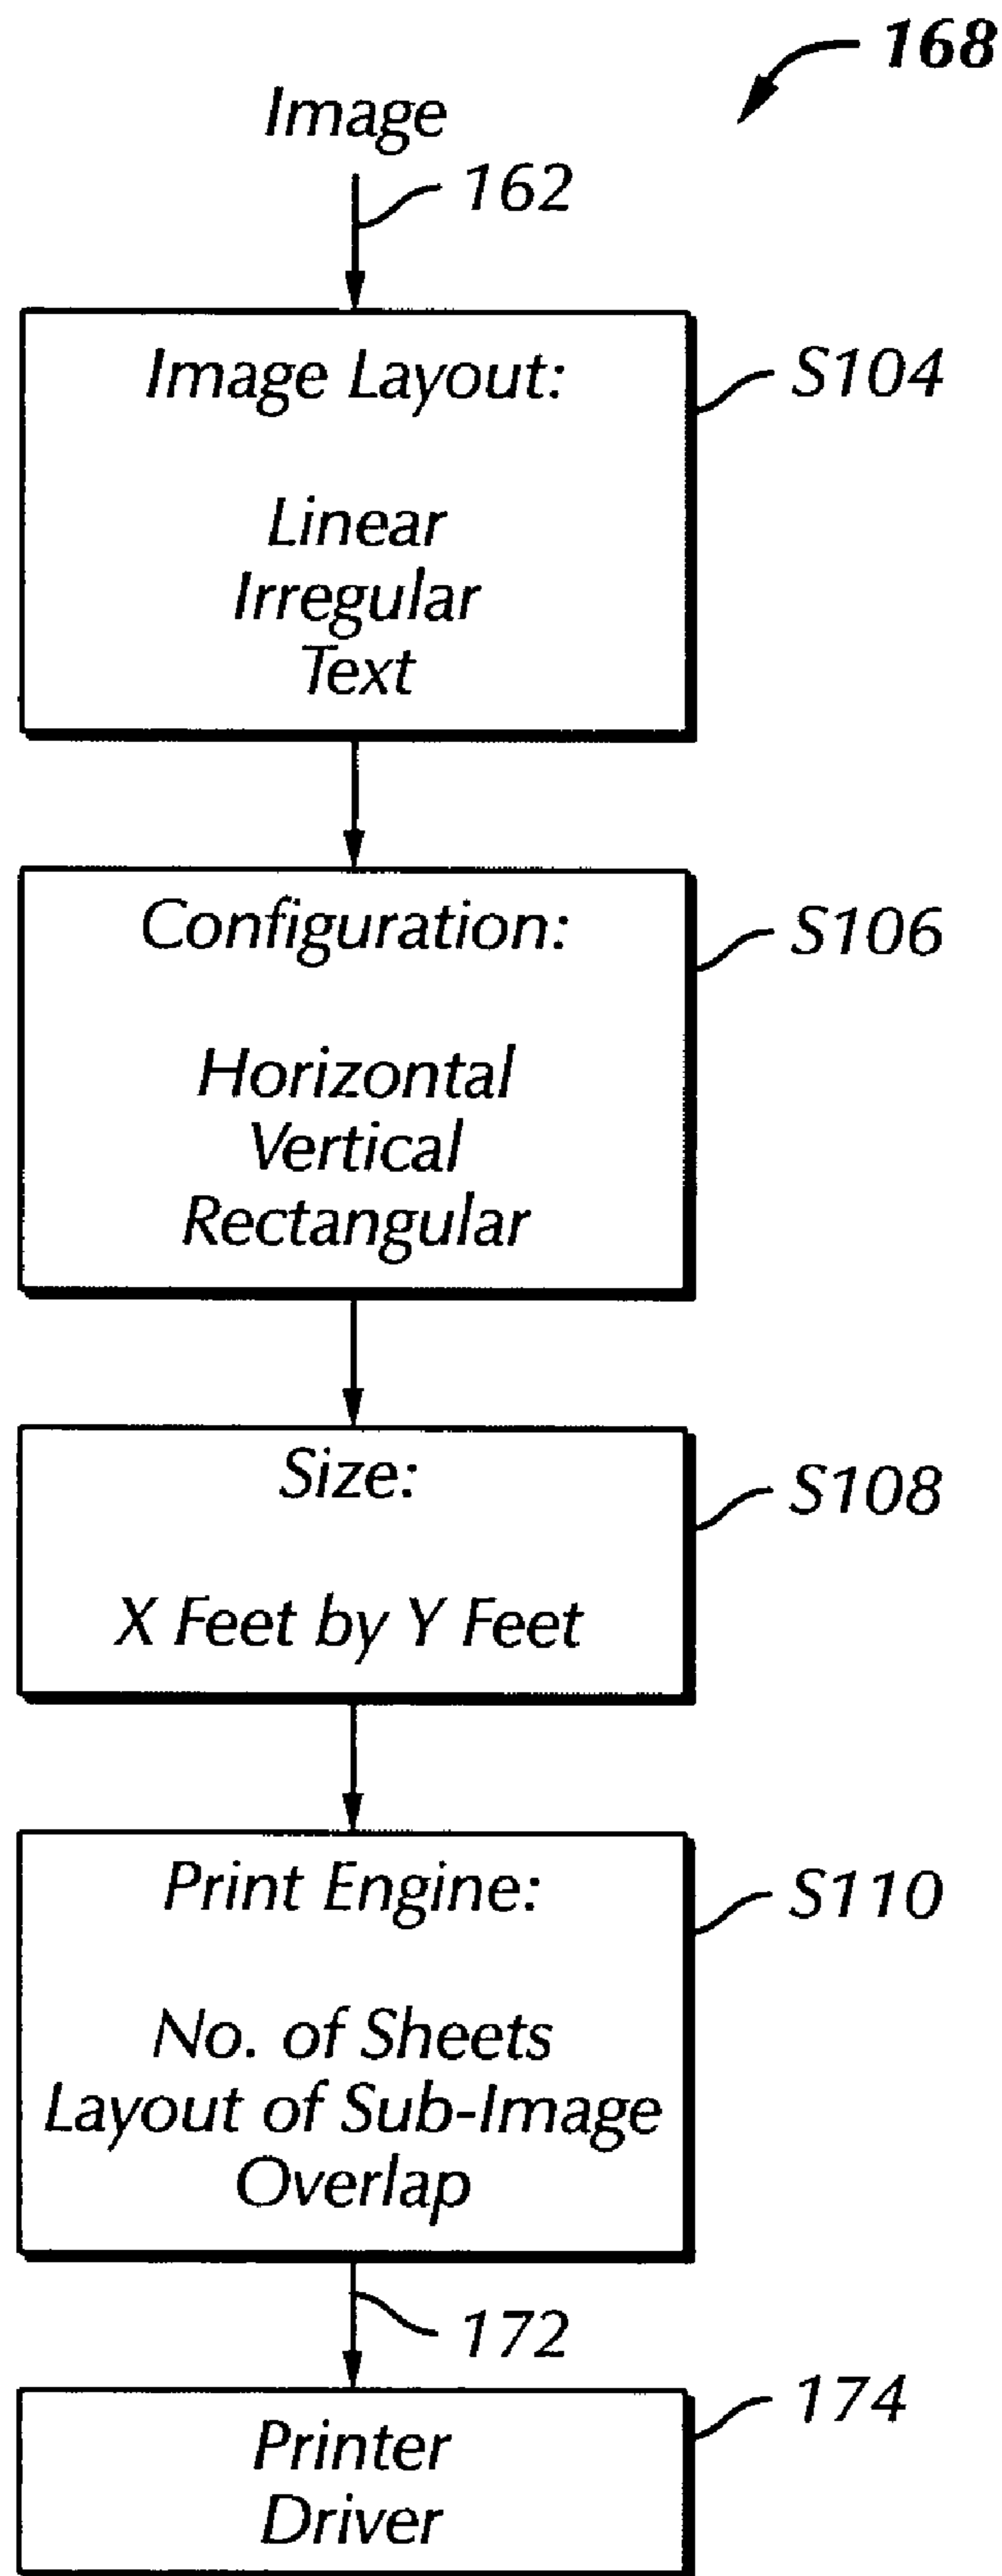 168
Image
162
Image Layout:
S104
Linear
Irregular
Text
Configuration:
S106
Horizontal
Vertical
Rectangular
Size:
S108
X Feet by Y Feet
Print Engine:
S110
No. of Sheets
Layout of Sub-Image
Overlap
172
174
Printer
Driver